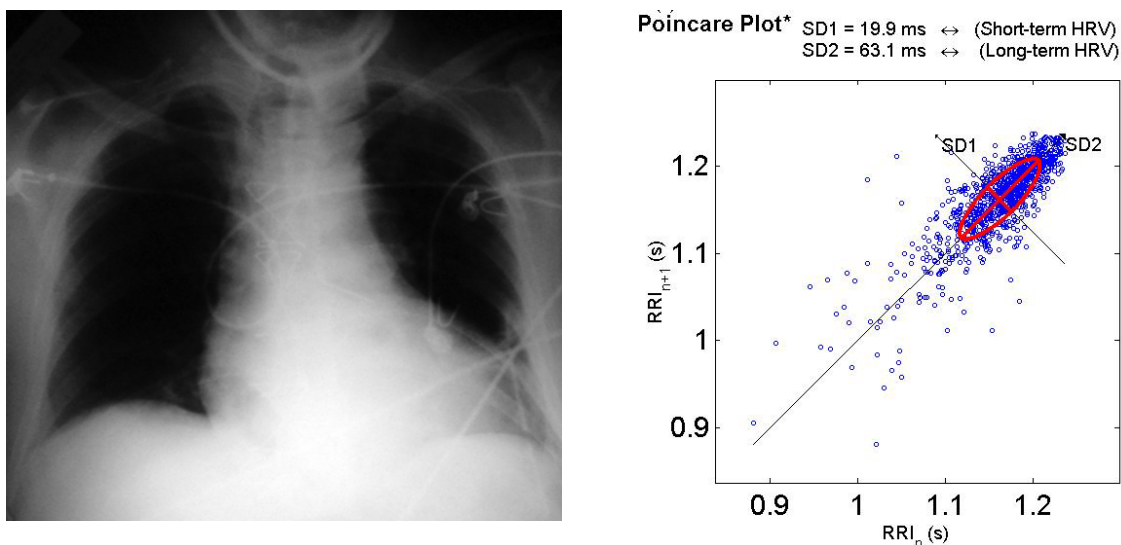 Poincare Plot*
SD1 = 19.9 ms ↔ (Short-term HRV)
SD2 = 63.1 ms ↔ (Long-term HRV)
SD1
SD2
1.2
1.1
1
0.9
RRI_{n+1} (s)
0.9
1
1.1
1.2
RRI_n (s)